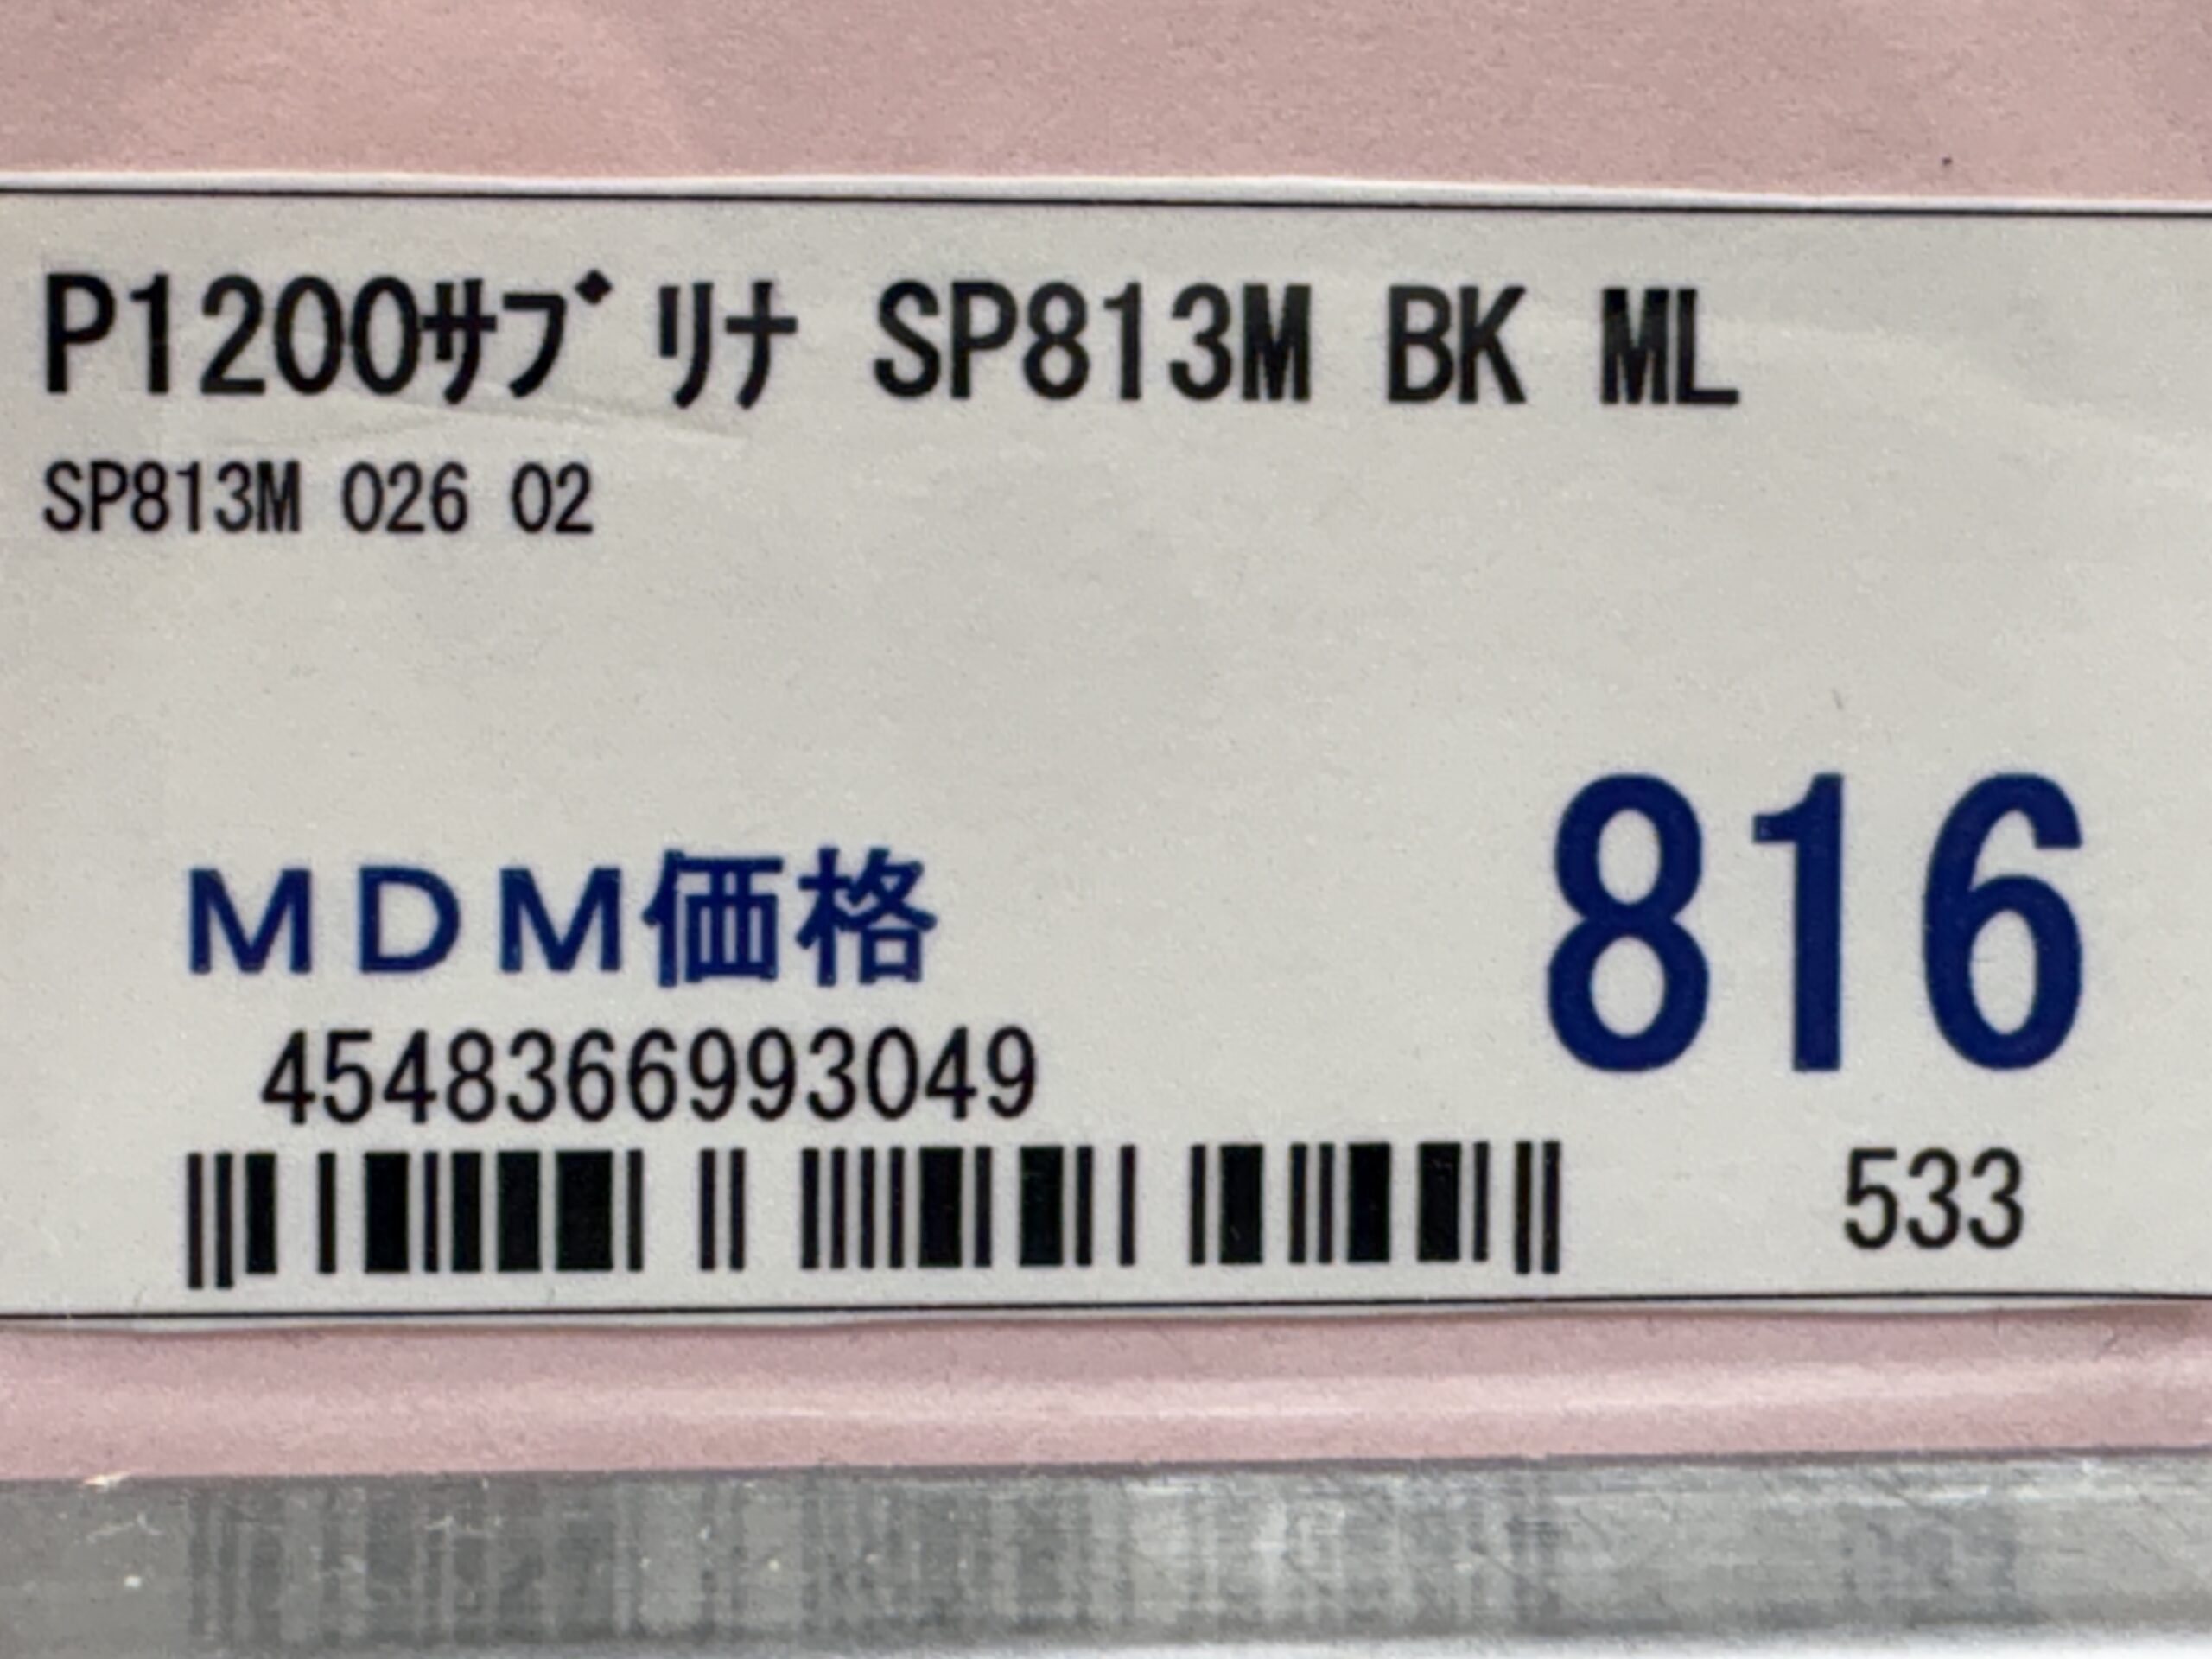 P1200ｻﾌﾞﾘﾅ SP813M BK ML
SP813M 026 02
ＭＤＭ価格
816
4548366993049
533